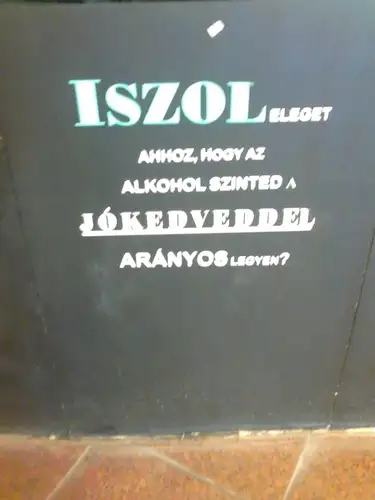 ISZOL ELEGET
AHHOZ, HOGY AZ
ALKOHOL SZINTED A
JÓKEDVEDDEL
ARÁNYOS LEGYEN?